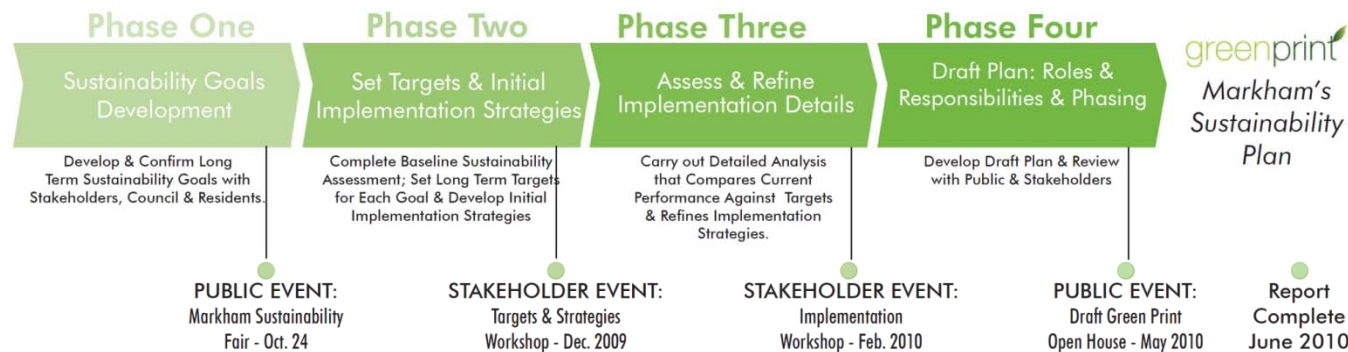 Phase One
Sustainability Goals
Development
Develop & Confirm Long
Term Sustainability Goals with
Stakeholders, Council & Residents.
PUBLIC EVENT:
Markham Sustainability
Fair - Oct. 24
Phase Two
Set Targets & Initial
Implementation Strategies
Complete Baseline Sustainability
Assessment; Set Long Term Targets
for Each Goal & Develop Initial
Implementation Strategies
STAKEHOLDER EVENT:
Targets & Strategies
Workshop - Dec. 2009
Phase Three
Assess & Refine
Implementation Details
Carry out Detailed Analysis
that Compares Current
Performance Against Targets
& Refines Implementation
Strategies.
STAKEHOLDER EVENT:
Implementation
Workshop - Feb. 2010
Phase Four
Draft Plan: Roles &
Responsibilities & Phasing
Develop Draft Plan & Review
with Public & Stakeholders
PUBLIC EVENT:
Draft Green Print
Open House - May 2010
greenprint
Markham's
Sustainability
Plan
Report
Complete
June 2010